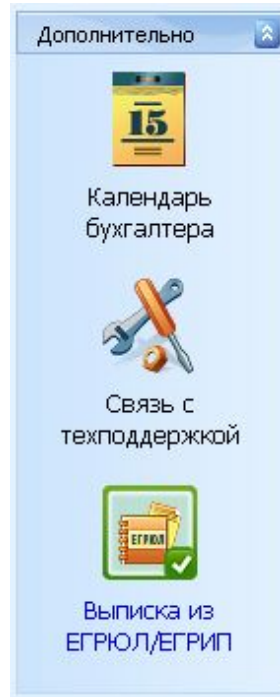 Дополнительно
15
Календарь
бухгалтера
Связь с
техподдержкой
ЕГРЮЛ
Выписка из
ЕГРЮЛ/ЕГРИП